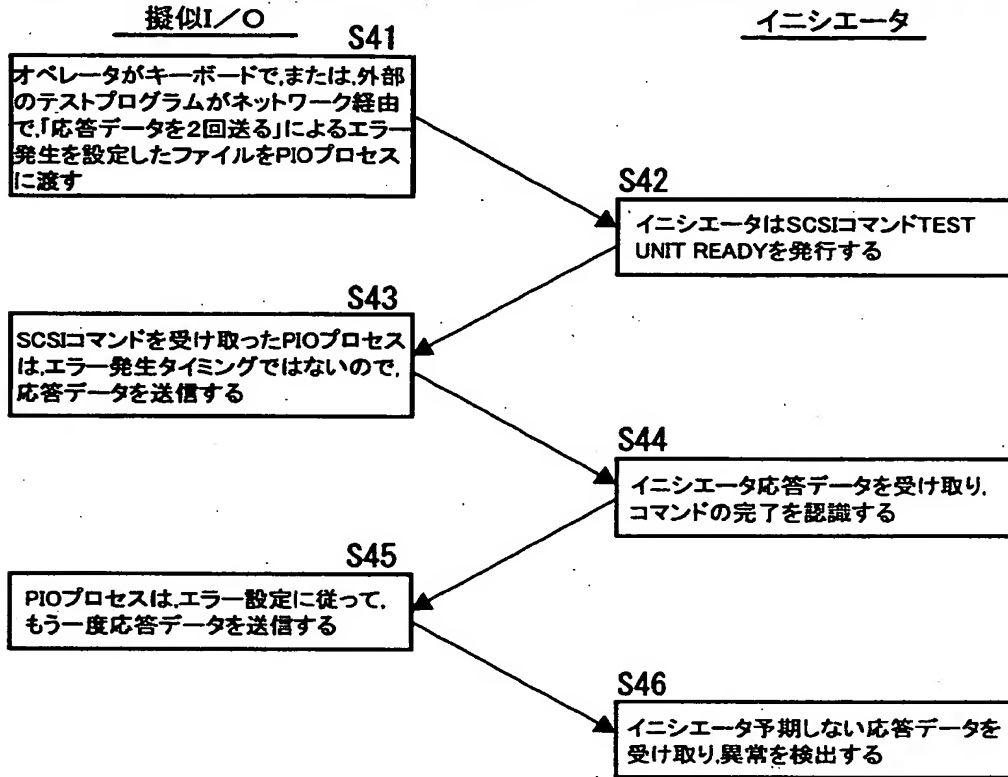 擬似I/O
イニシエータ
S41
オペレータがキーボードで,または,外部
のテストプログラムがネットワーク経由
で,「応答データを2回送る」によるエラー
発生を設定したファイルをPIOプロセス
に渡す
S42
イニシエータはSCSIコマンドTEST
UNIT READYを発行する
S43
SCSIコマンドを受け取ったPIOプロセス
は,エラー発生タイミングではないので,
応答データを送信する
S44
イニシエータ応答データを受け取り,
コマンドの完了を認識する
S45
PIOプロセスは,エラー設定に従って,
もう一度応答データを送信する
S46
イニシエータ予期しない応答データを
受け取り,異常を検出する